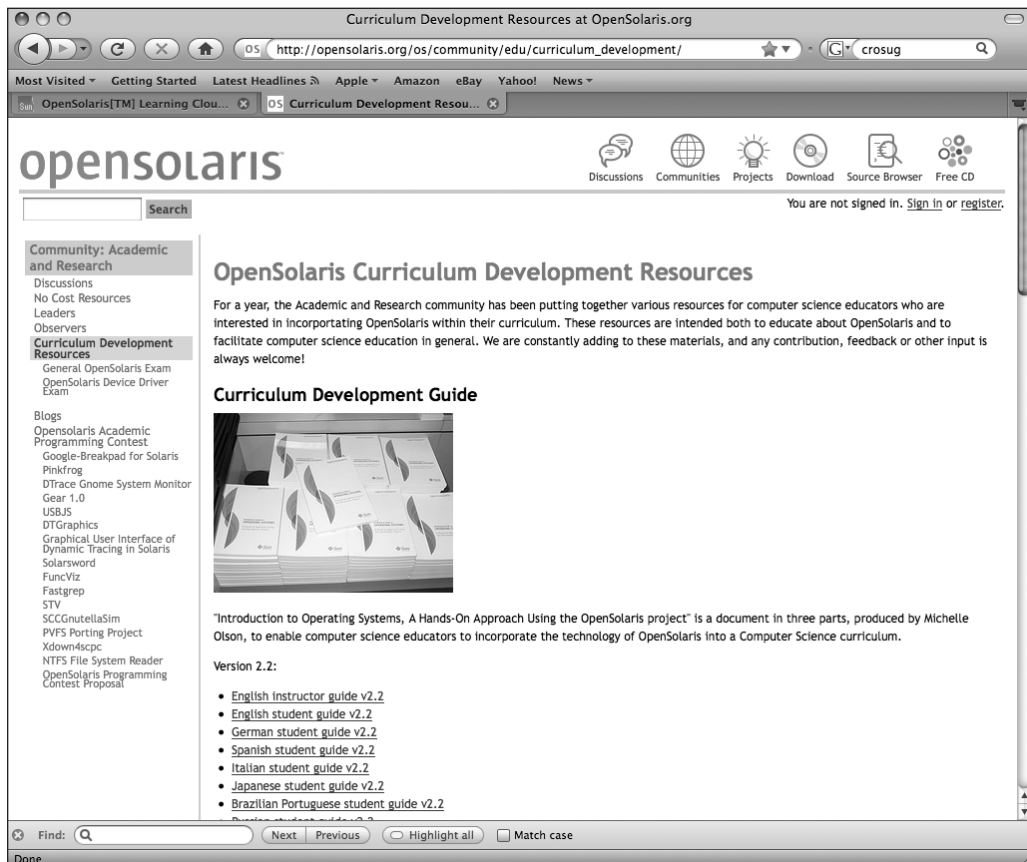 Curriculum Development Resources at OpenSolaris.org
OS http://opensolaris.org/os/community/edu/curriculum_development/
G crosug
Most Visited Getting Started Latest Headlines Apple Amazon eBay Yahoo! News
Sun OpenSolaris[TM] Learning Clou... OS Curriculum Development Resou...
opensolaris
Discussions Communities Projects Download Source Browser Free CD
Search
You are not signed in. Sign in or register.
Community: Academic
and Research
Discussions
No Cost Resources
Leaders
Observers
Curriculum Development
Resources
General OpenSolaris Exam
OpenSolaris Device Driver
Exam
Blogs
Opensolaris Academic
Programming Contest
Google-Breakpad for Solaris
Pinkfrog
DTrace Gnome System Monitor
Gear 1.0
USBJS
DTGraphics
Graphical User Interface of
Dynamic Tracing in Solaris
Solarsword
FuncViz
Fastgrep
STV
SCCGnutellaSim
PVFS Porting Project
Xdown4scpc
NTFS File System Reader
OpenSolaris Programming
Contest Proposal
OpenSolaris Curriculum Development Resources
For a year, the Academic and Research community has been putting together various resources for computer science educators who are
interested in incorportating OpenSolaris within their curriculum. These resources are intended both to educate about OpenSolaris and to
facilitate computer science education in general. We are constantly adding to these materials, and any contribution, feedback or other input is
always welcome!
Curriculum Development Guide
"Introduction to Operating Systems, A Hands-On Approach Using the OpenSolaris project" is a document in three parts, produced by Michelle
Olson, to enable computer science educators to incorporate the technology of OpenSolaris into a Computer Science curriculum.
Version 2.2:
• English instructor guide v2.2
• English student guide v2.2
• German student guide v2.2
• Spanish student guide v2.2
• Italian student guide v2.2
• Japanese student guide v2.2
• Brazilian Portuguese student guide v2.2
• Russian student guide v2.2
Find: Next Previous Highlight all Match case
Done